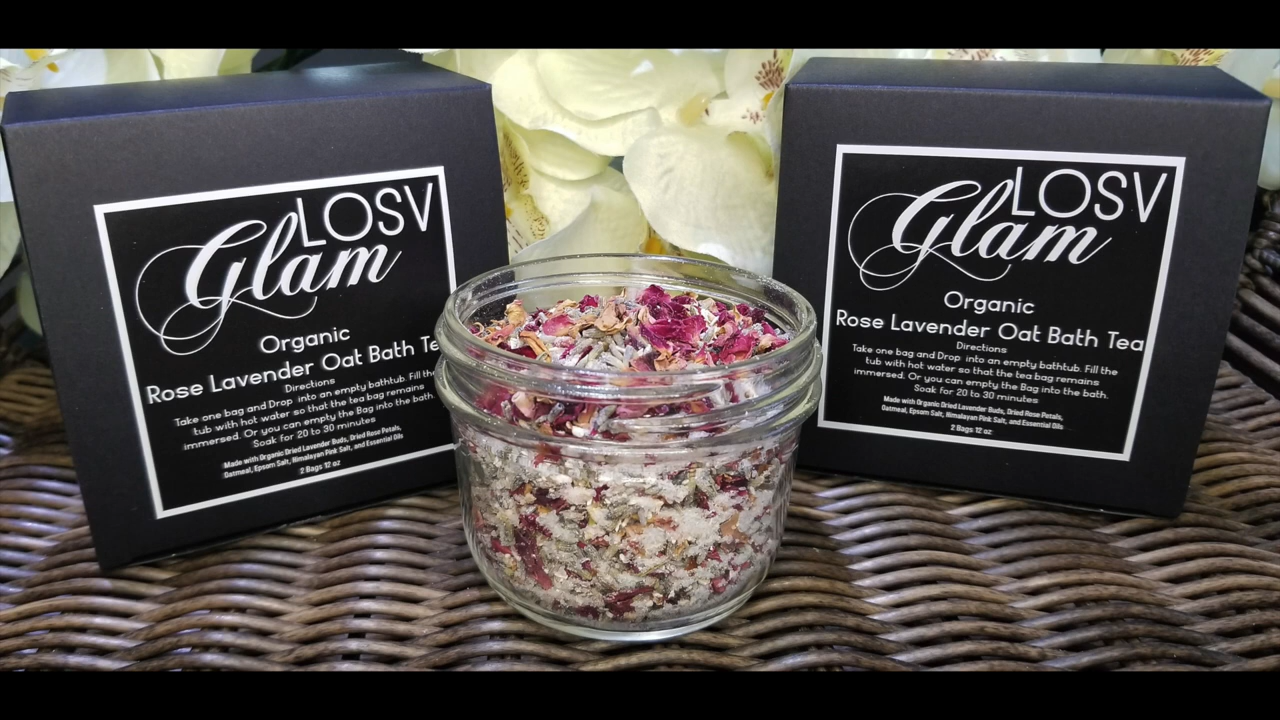 LOSV
Glam
Organic
Rose Lavender Oat Bath Te
Directions
Take one bag and Drop into an empty bathtub. Fill the
tub with hot water so that the tea bag remains
immersed. Or you can empty the Bag into the bath.
Soak for 20 to 30 minutes
Made with Organic Dried Lavender Buds, Dried Rose Petals,
Oatmeal, Epsom Salt, Himalayan Pink Salt, and Essential Oils
2 Bags 12 oz
LOSV
Glam
Organic
Rose Lavender Oat Bath Tea
Directions
Take one bag and Drop into an empty bathtub. Fill the
tub with hot water so that the tea bag remains
immersed. Or you can empty the Bag into the bath.
Soak for 20 to 30 minutes
Made with Organic Dried Lavender Buds, Dried Rose Petals,
Oatmeal, Epsom Salt, Himalayan Pink Salt, and Essential Oils
2 Bags 12 oz